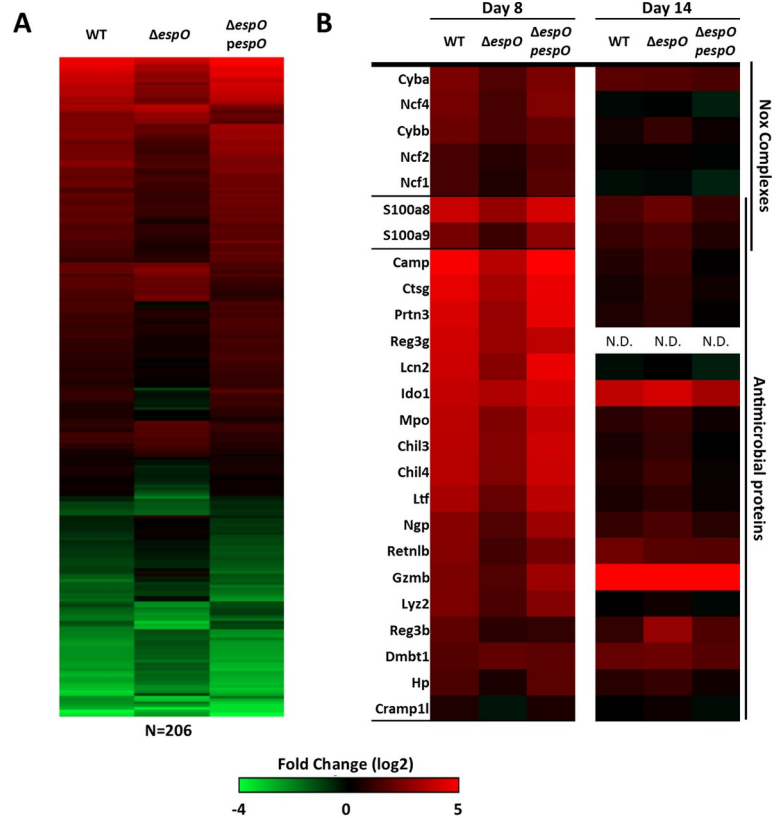 A
WT ΔespO ΔespO pespO
N=206
B
Day 8 Day 14
WT ΔespO ΔespO pespO WT ΔespO ΔespO pespO
Cyba
Ncf4
Cybb
Ncf2
Ncf1
S100a8
S100a9
Camp
Ctsg
Prtn3
Reg3g N.D. N.D. N.D.
Lcn2
Ido1
Mpo
Chil3
Chil4
Ltf
Ngp
Retnlb
Gzmb
Lyz2
Reg3b
Dmbt1
Hp
Cramp1l
Nox Complexes
Antimicrobial proteins
Fold Change (log2)
-4 0 5